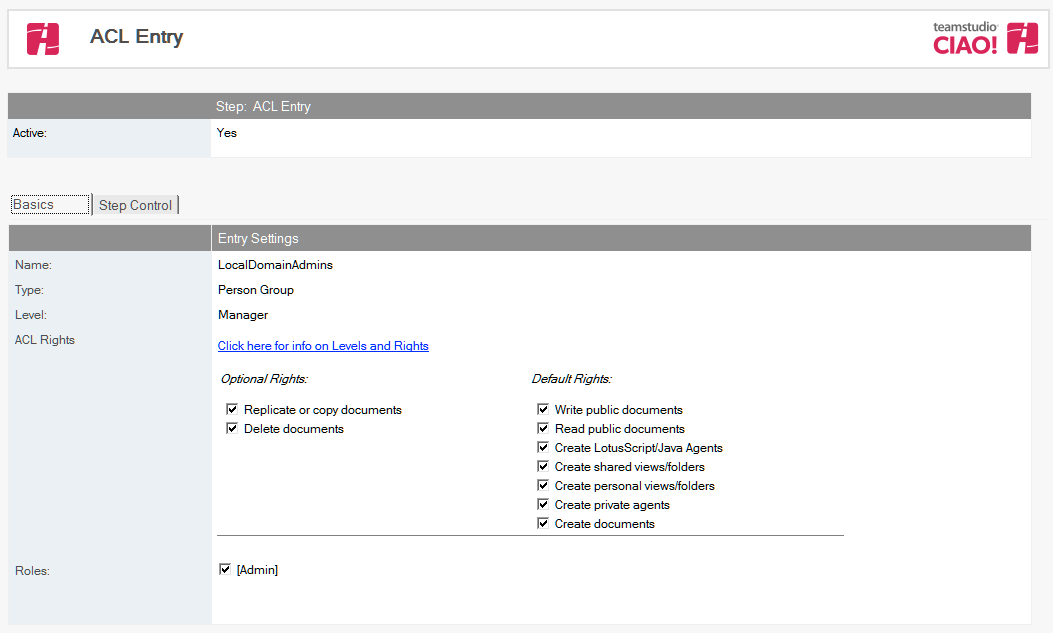 ACL Entry
teamstudio
CIAO!
Step: ACL Entry
Active: Yes
Basics Step Control
Entry Settings
Name: LocalDomainAdmins
Type: Person Group
Level: Manager
ACL Rights
Click here for info on Levels and Rights
Optional Rights: Default Rights:
Replicate or copy documents Write public documents
Delete documents Read public documents
Create LotusScript/Java Agents
Create shared views/folders
Create personal views/folders
Create private agents
Create documents
Roles: [Admin]